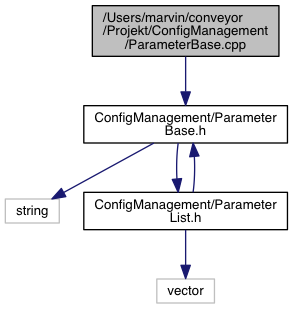 /Users/marvin/conveyor
/Projekt/ConfigManagement
/ParameterBase.cpp
ConfigManagement/Parameter
Base.h
string
ConfigManagement/Parameter
List.h
vector